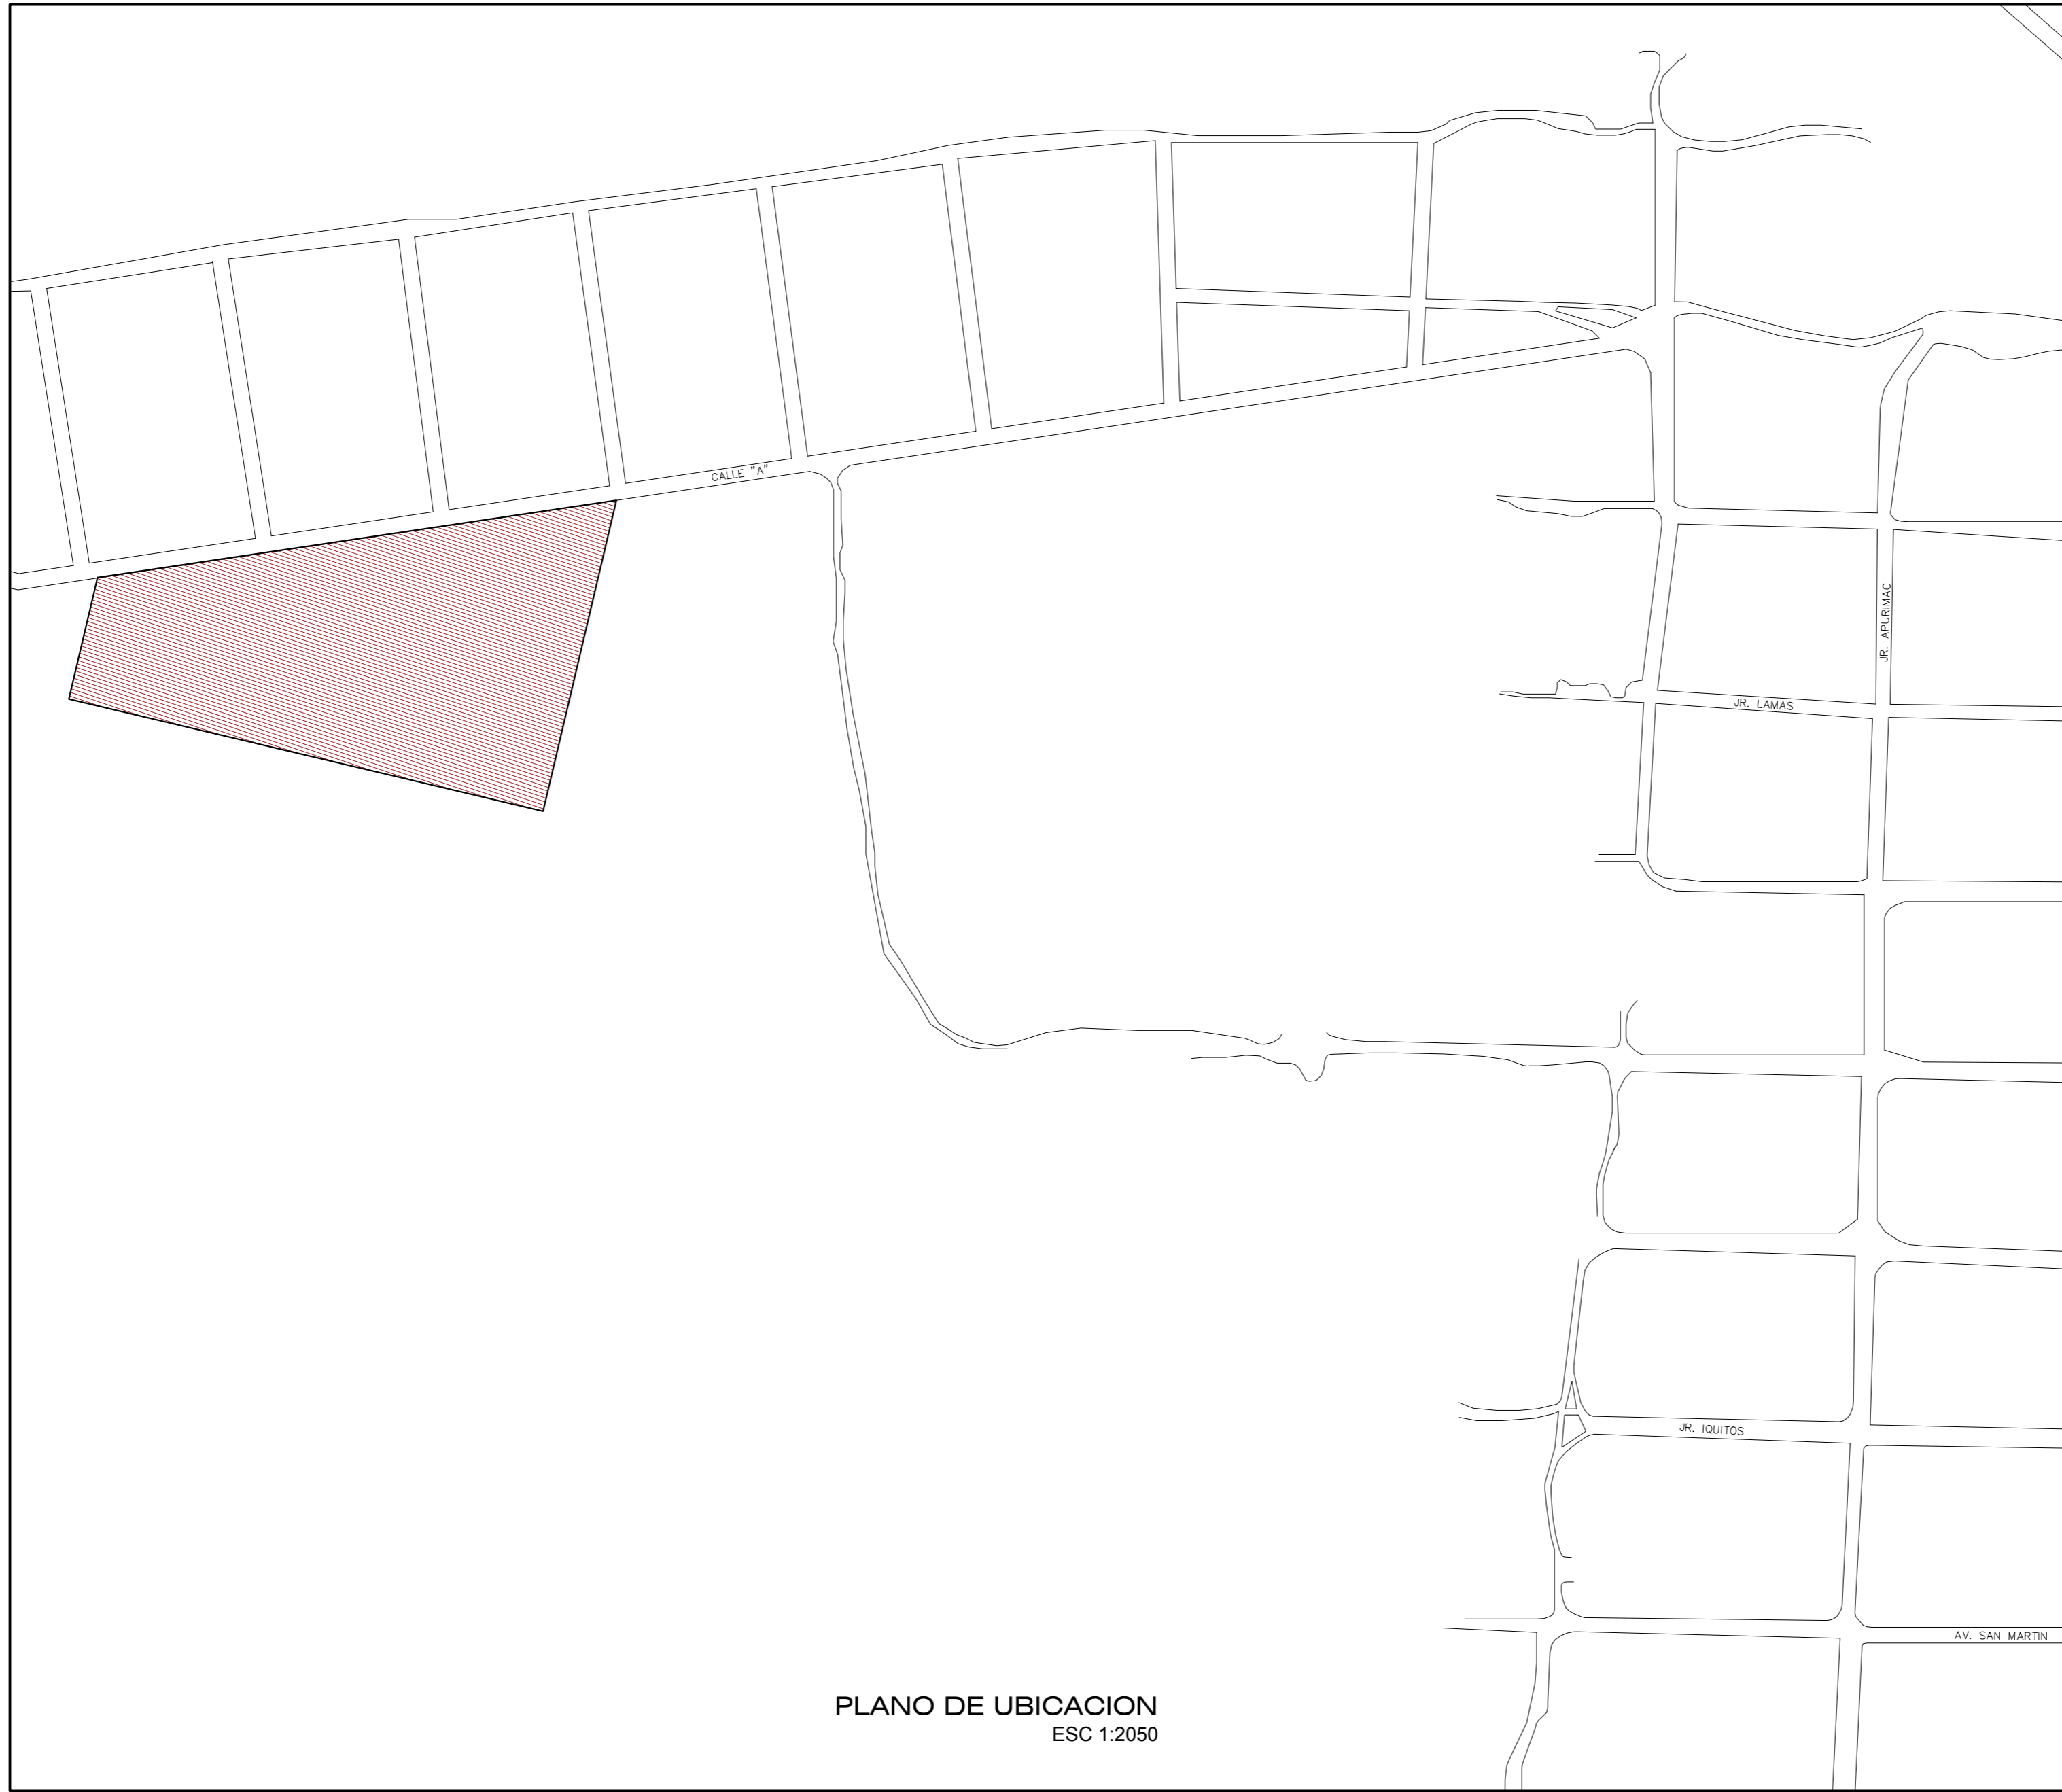 CALLE "A"
JR. APURIMAC
JR. LAMAS
JR. IQUITOS
AV. SAN MARTIN
PLANO DE UBICACION
ESC 1:2050